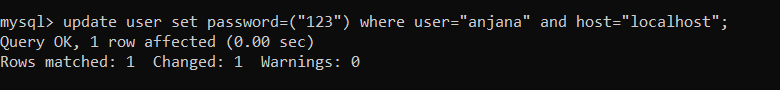 mysql> update user set password=("123") where user="anjana" and host="localhost";
Query OK, 1 row affected (0.00 sec)
Rows matched: 1  Changed: 1  Warnings: 0